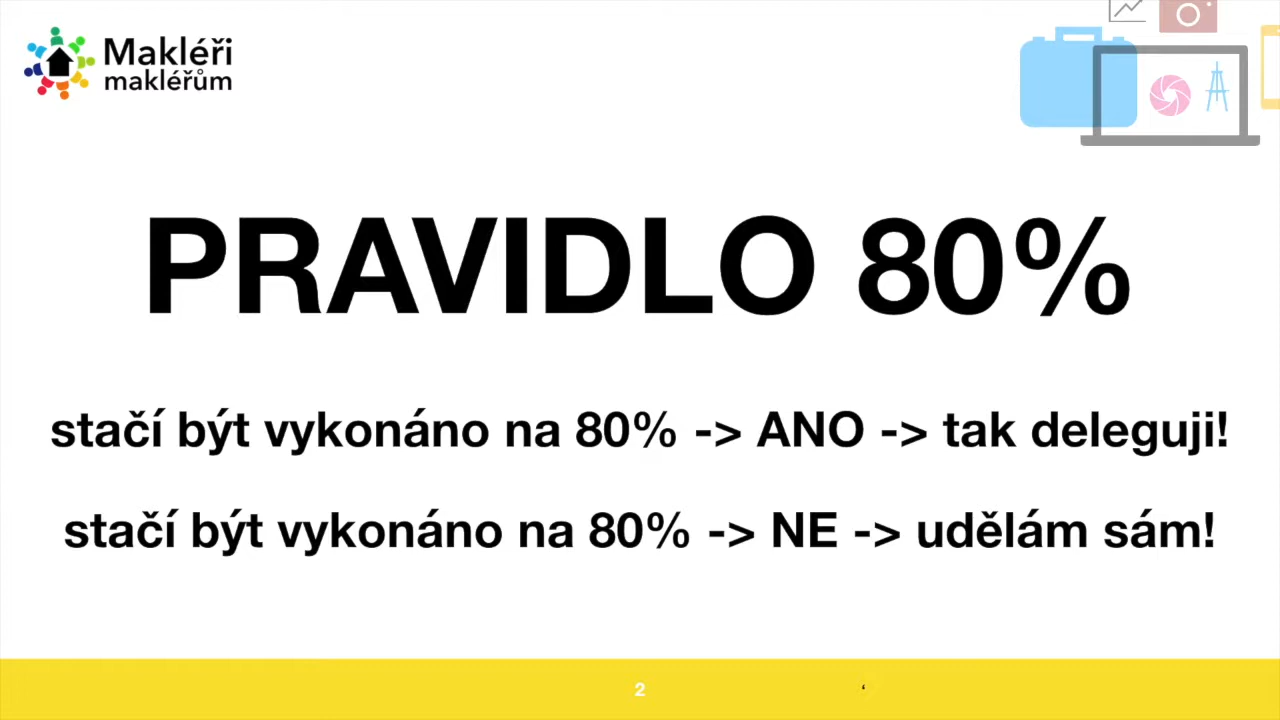 Makléři
makléřům
PRAVIDLO 80%
stačí být vykonáno na 80% -> ANO -> tak deleguji!
stačí být vykonáno na 80% -> NE -> udělám sám!
2